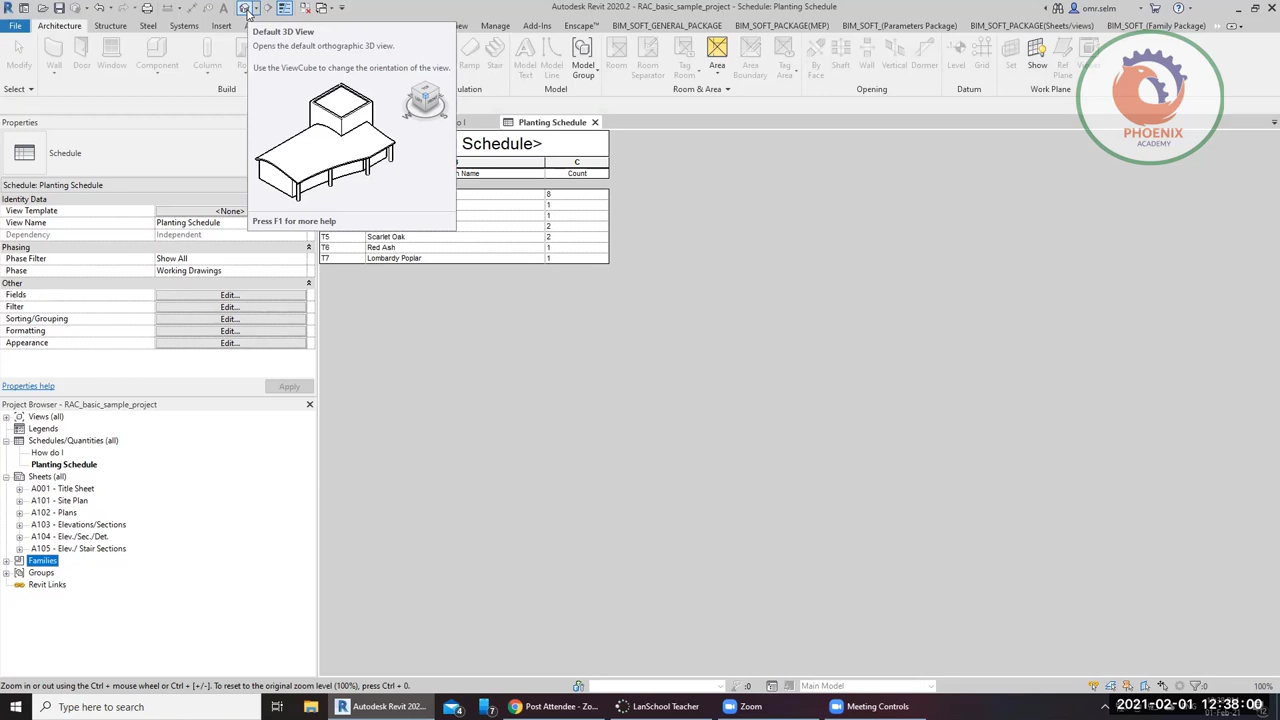 Autodesk Revit 2020.2 - RAC_basic_sample_project - Schedule: Planting Schedule
omr.selm
File Architecture Structure Steel Systems Insert
View Manage Add-Ins Enscape™ BIM_SOFT_GENERAL_PACKAGE BIM_SOFT_(Parameters Package) BIM_SOFT_PACKAGE(Sheets/views) BIM_SOFT_PACKAGE(MEP) BIM_SOFT_(Family Package)
Modify Wall Door Window Component Column
Ramp Stair Model Text Model Line Model Group Room Room Separator Tag Room Area Area Boundary Tag Area By Face Shaft Wall Vertical Dormer Level Grid Set Show Ref Plane
Select Build
Model Room & Area Opening Datum Work Plane
Default 3D View
Opens the default orthographic 3D view.
Use the ViewCube to change the orientation of the view.
Press F1 for more help
PHOENIX
ACADEMY
Properties
Schedule
Schedule: Planting Schedule
Identity Data
View Template <None>
View Name Planting Schedule
Dependency Independent
Phasing
Phase Filter Show All
Phase Working Drawings
Other
Fields Edit...
Filter Edit...
Sorting/Grouping Edit...
Formatting Edit...
Appearance Edit...
Properties help Apply
Planting Schedule
Schedule>
C
Name Count
8
1
1
2
T5 Scarlet Oak 2
T6 Red Ash 1
T7 Lombardy Poplar 1
Project Browser - RAC_basic_sample_project
Views (all)
Legends
Schedules/Quantities (all)
How do I
Planting Schedule
Sheets (all)
A001 - Title Sheet
A101 - Site Plan
A102 - Plans
A103 - Elevations/Sections
A104 - Elev./Sec./Det.
A105 - Elev./ Stair Sections
Families
Groups
Revit Links
Zoom in or out using the Ctrl + mouse wheel or Ctrl + [+/-]. To reset to the original zoom level (100%), press Ctrl + 0.
:0 Main Model :0 100%
Type here to search
Autodesk Revit 202... 4 7 Post Attendee - Zo... LanSchool Teacher Zoom Meeting Controls
2021-02-01 12:38:00